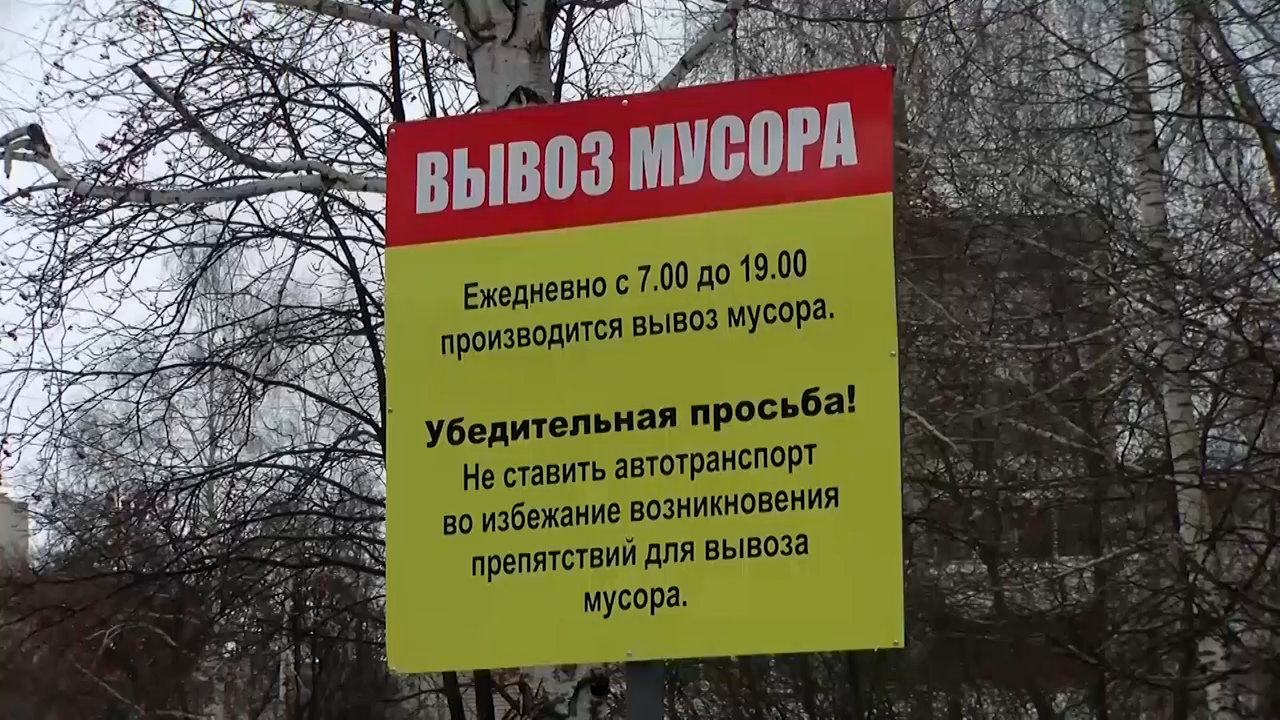 ВЫВОЗ МУСОРА
Ежедневно с 7.00 до 19.00
производится вывоз мусора.
Убедительная просьба!
Не ставить автотранспорт
во избежание возникновения
препятствий для вывоза
мусора.